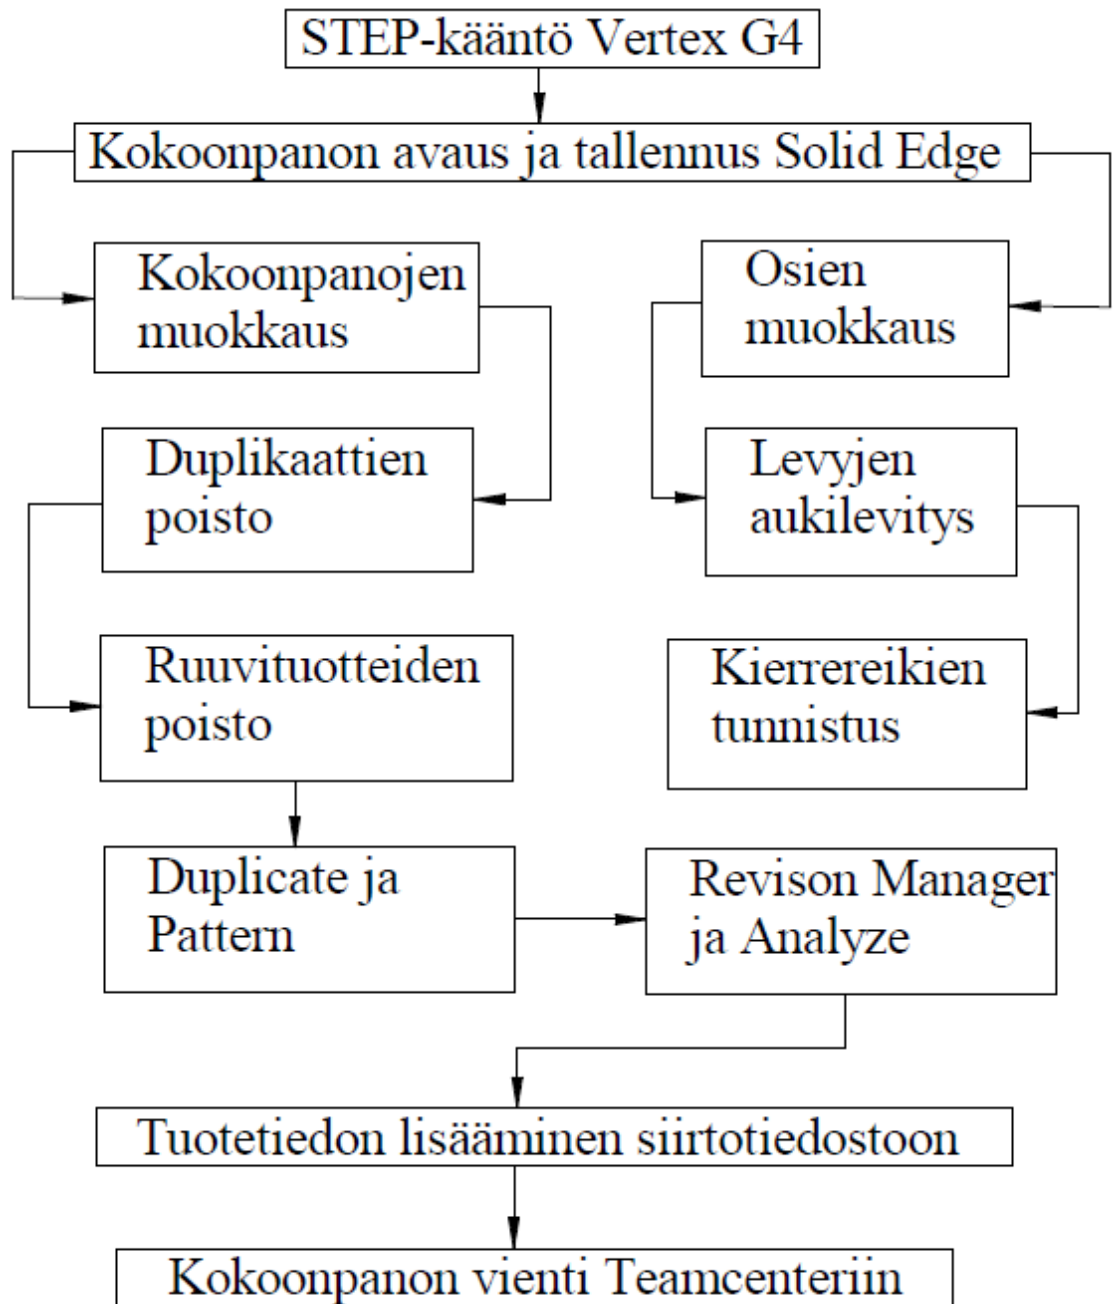 STEP-kääntö Vertex G4
Kokoonpanon avaus ja tallennus Solid Edge
Kokoonpanojen
muokkaus
Osien
muokkaus
Duplikaattien
poisto
Levyjen
aukilevitys
Ruuvituotteiden
poisto
Kierrereikien
tunnistus
Duplicate ja
Pattern
Revison Manager
ja Analyze
Tuotetiedon lisääminen siirtotiedostoon
Kokoonpanon vienti Teamcenteriin